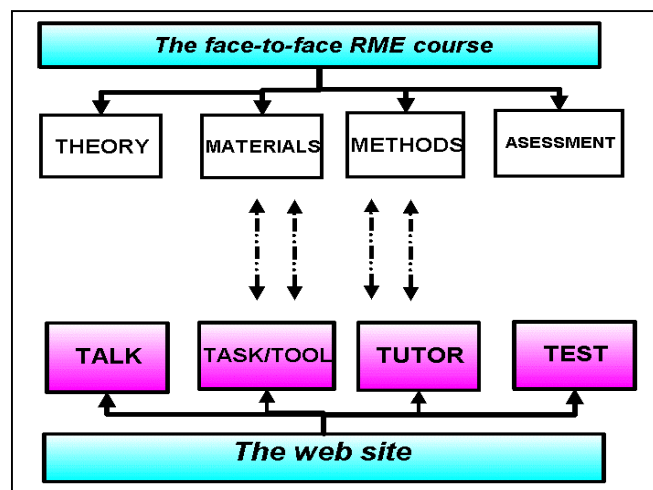 The face-to-face RME course
THEORY
MATERIALS
METHODS
ASESSMENT
TALK
TASK/TOOL
TUTOR
TEST
The web site